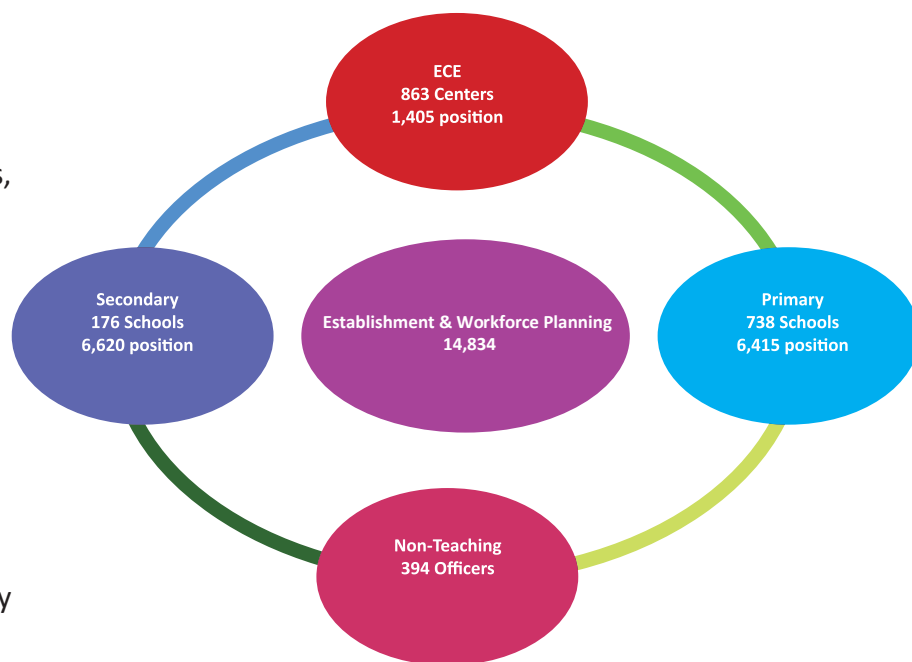 ECE
863 Centers
1,405 position
s,
Secondary
176 Schools
6,620 position
Establishment & Workforce Planning
14,834
Primary
738 Schools
6,415 position
Non-Teaching
394 Officers
y